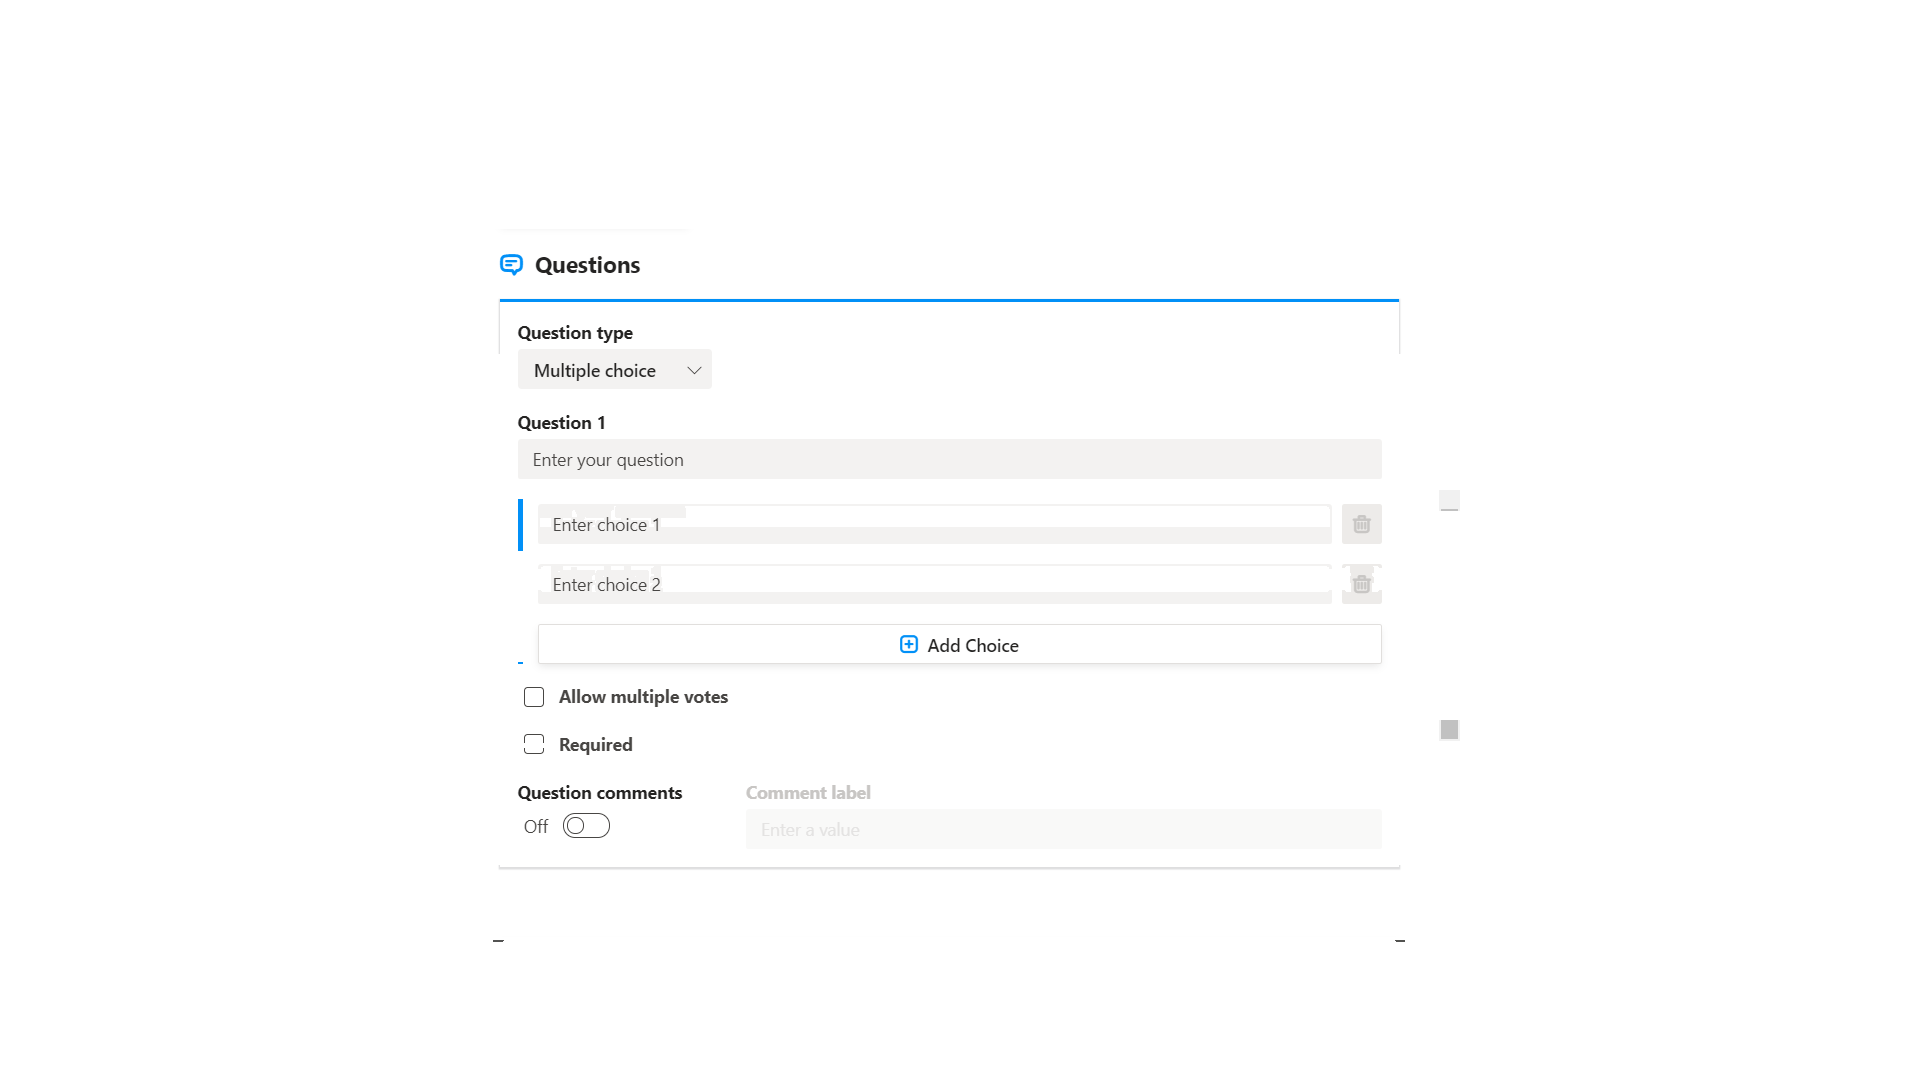 Questions
Question type
Multiple choice
Question 1
Enter your question
Enter choice 1
Enter choice 2
Add Choice
Allow multiple votes
Required
Question comments
Comment label
Off
Enter a value